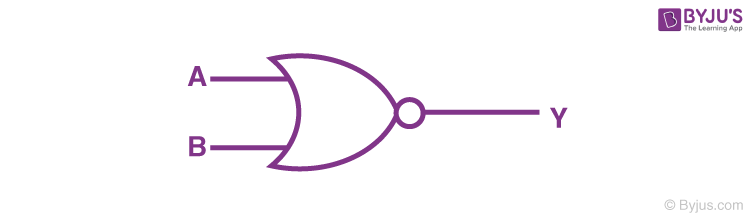 BYJU'S
The Learning App
A
B
Y
© Byjus.com